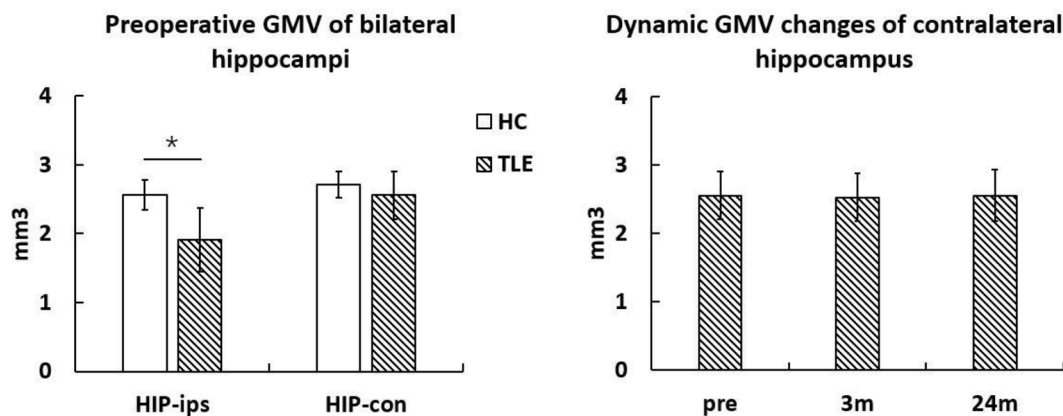 Preoperative GMV of bilateral
hippocampi
4
3
2
1
0
mm3
*
HIP-ips
HIP-con
HC
TLE
Dynamic GMV changes of contralateral
hippocampus
4
3
2
1
0
mm3
pre
3m
24m